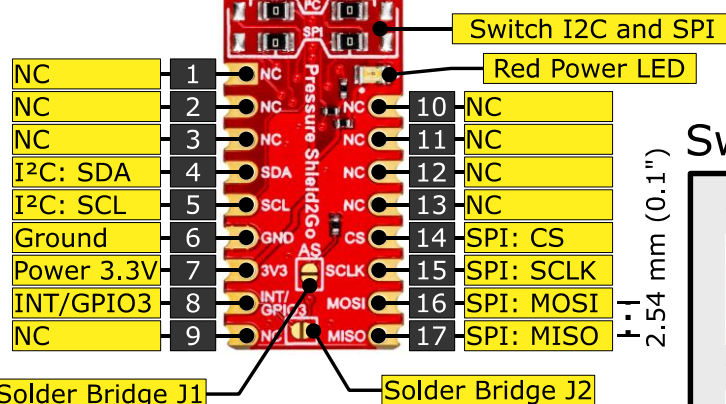 I²C
SPI
Switch I2C and SPI
Red Power LED
NC 1 NC
NC 2 NC NC 10 NC
NC 3 NC NC 11 NC
I²C: SDA 4 SDA NC 12 NC
I²C: SCL 5 SCL NC 13 NC
Ground 6 GND CS 14 SPI: CS
Power 3.3V 7 3V3 SCLK 15 SPI: SCLK
INT/GPIO3 8 INT/ GPIO3 MOSI 16 SPI: MOSI
NC 9 NC MISO 17 SPI: MISO
Pressure Shield2Go
AS
Solder Bridge J1
Solder Bridge J2
2.54 mm (0.1")